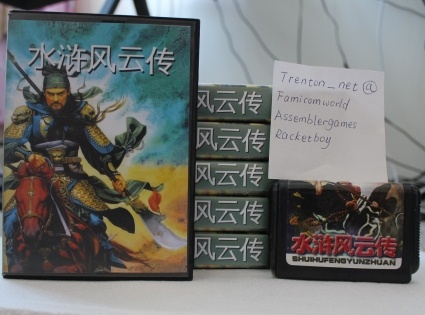 水浒风云传
风云传
风云传
风云传
风云传
风云传
Trenton_net@
Famicomworld
Assemblergames
Racketboy
水浒风云传
SHUIHUFENGYUNZHUAN